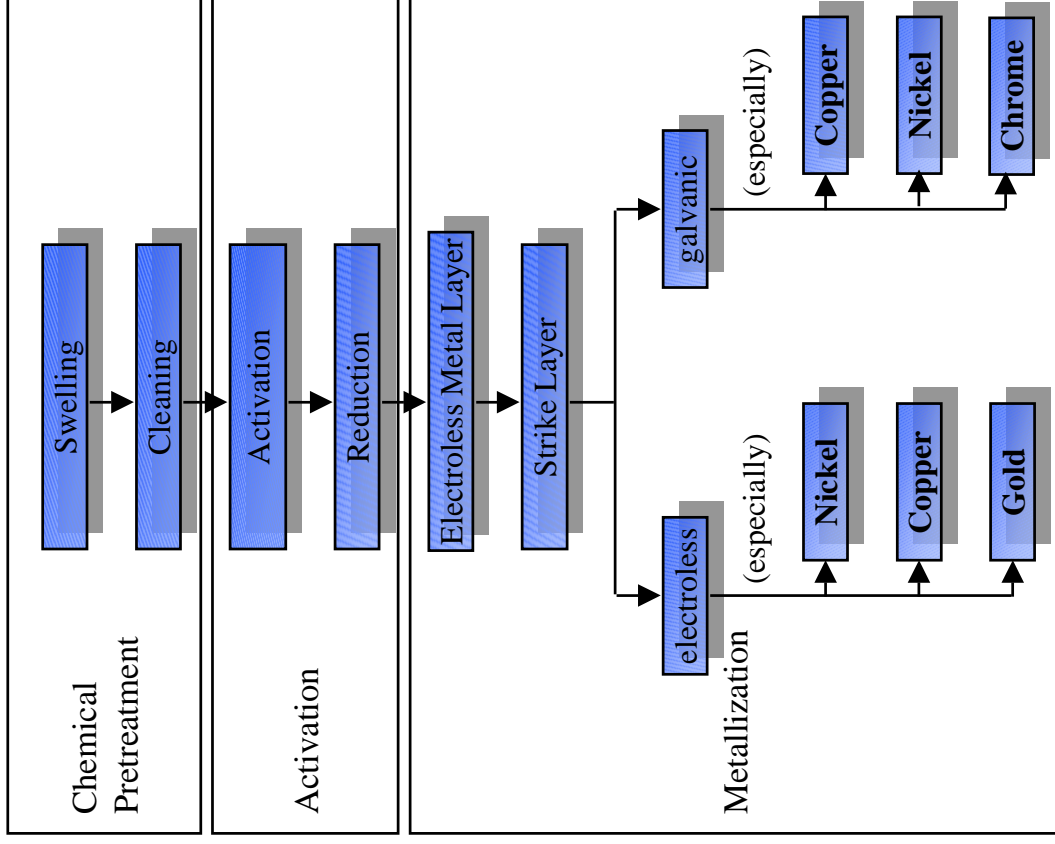 Chemical
Pretreatment
Swelling
Cleaning
Activation
Activation
Reduction
Metallization
Electroless Metal Layer
Strike Layer
electroless
(especially)
Nickel
Copper
Gold
galvanic
(especially)
Copper
Nickel
Chrome